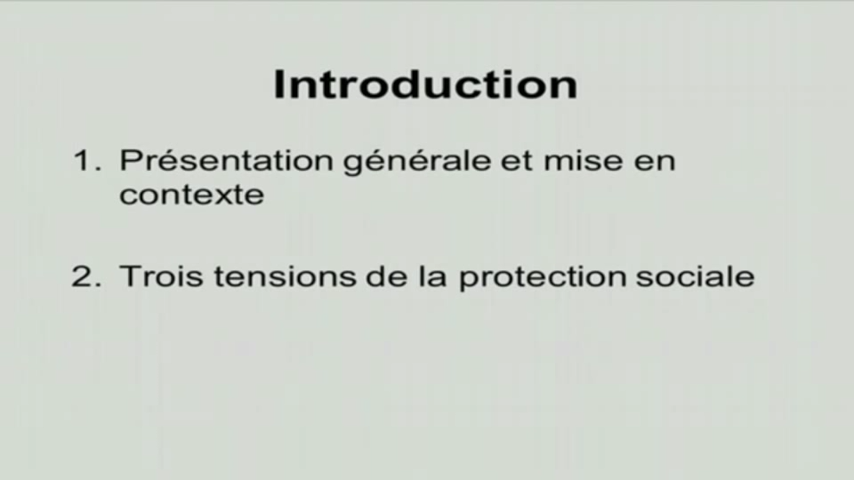 Introduction
1. Présentation générale et mise en
contexte
2. Trois tensions de la protection sociale